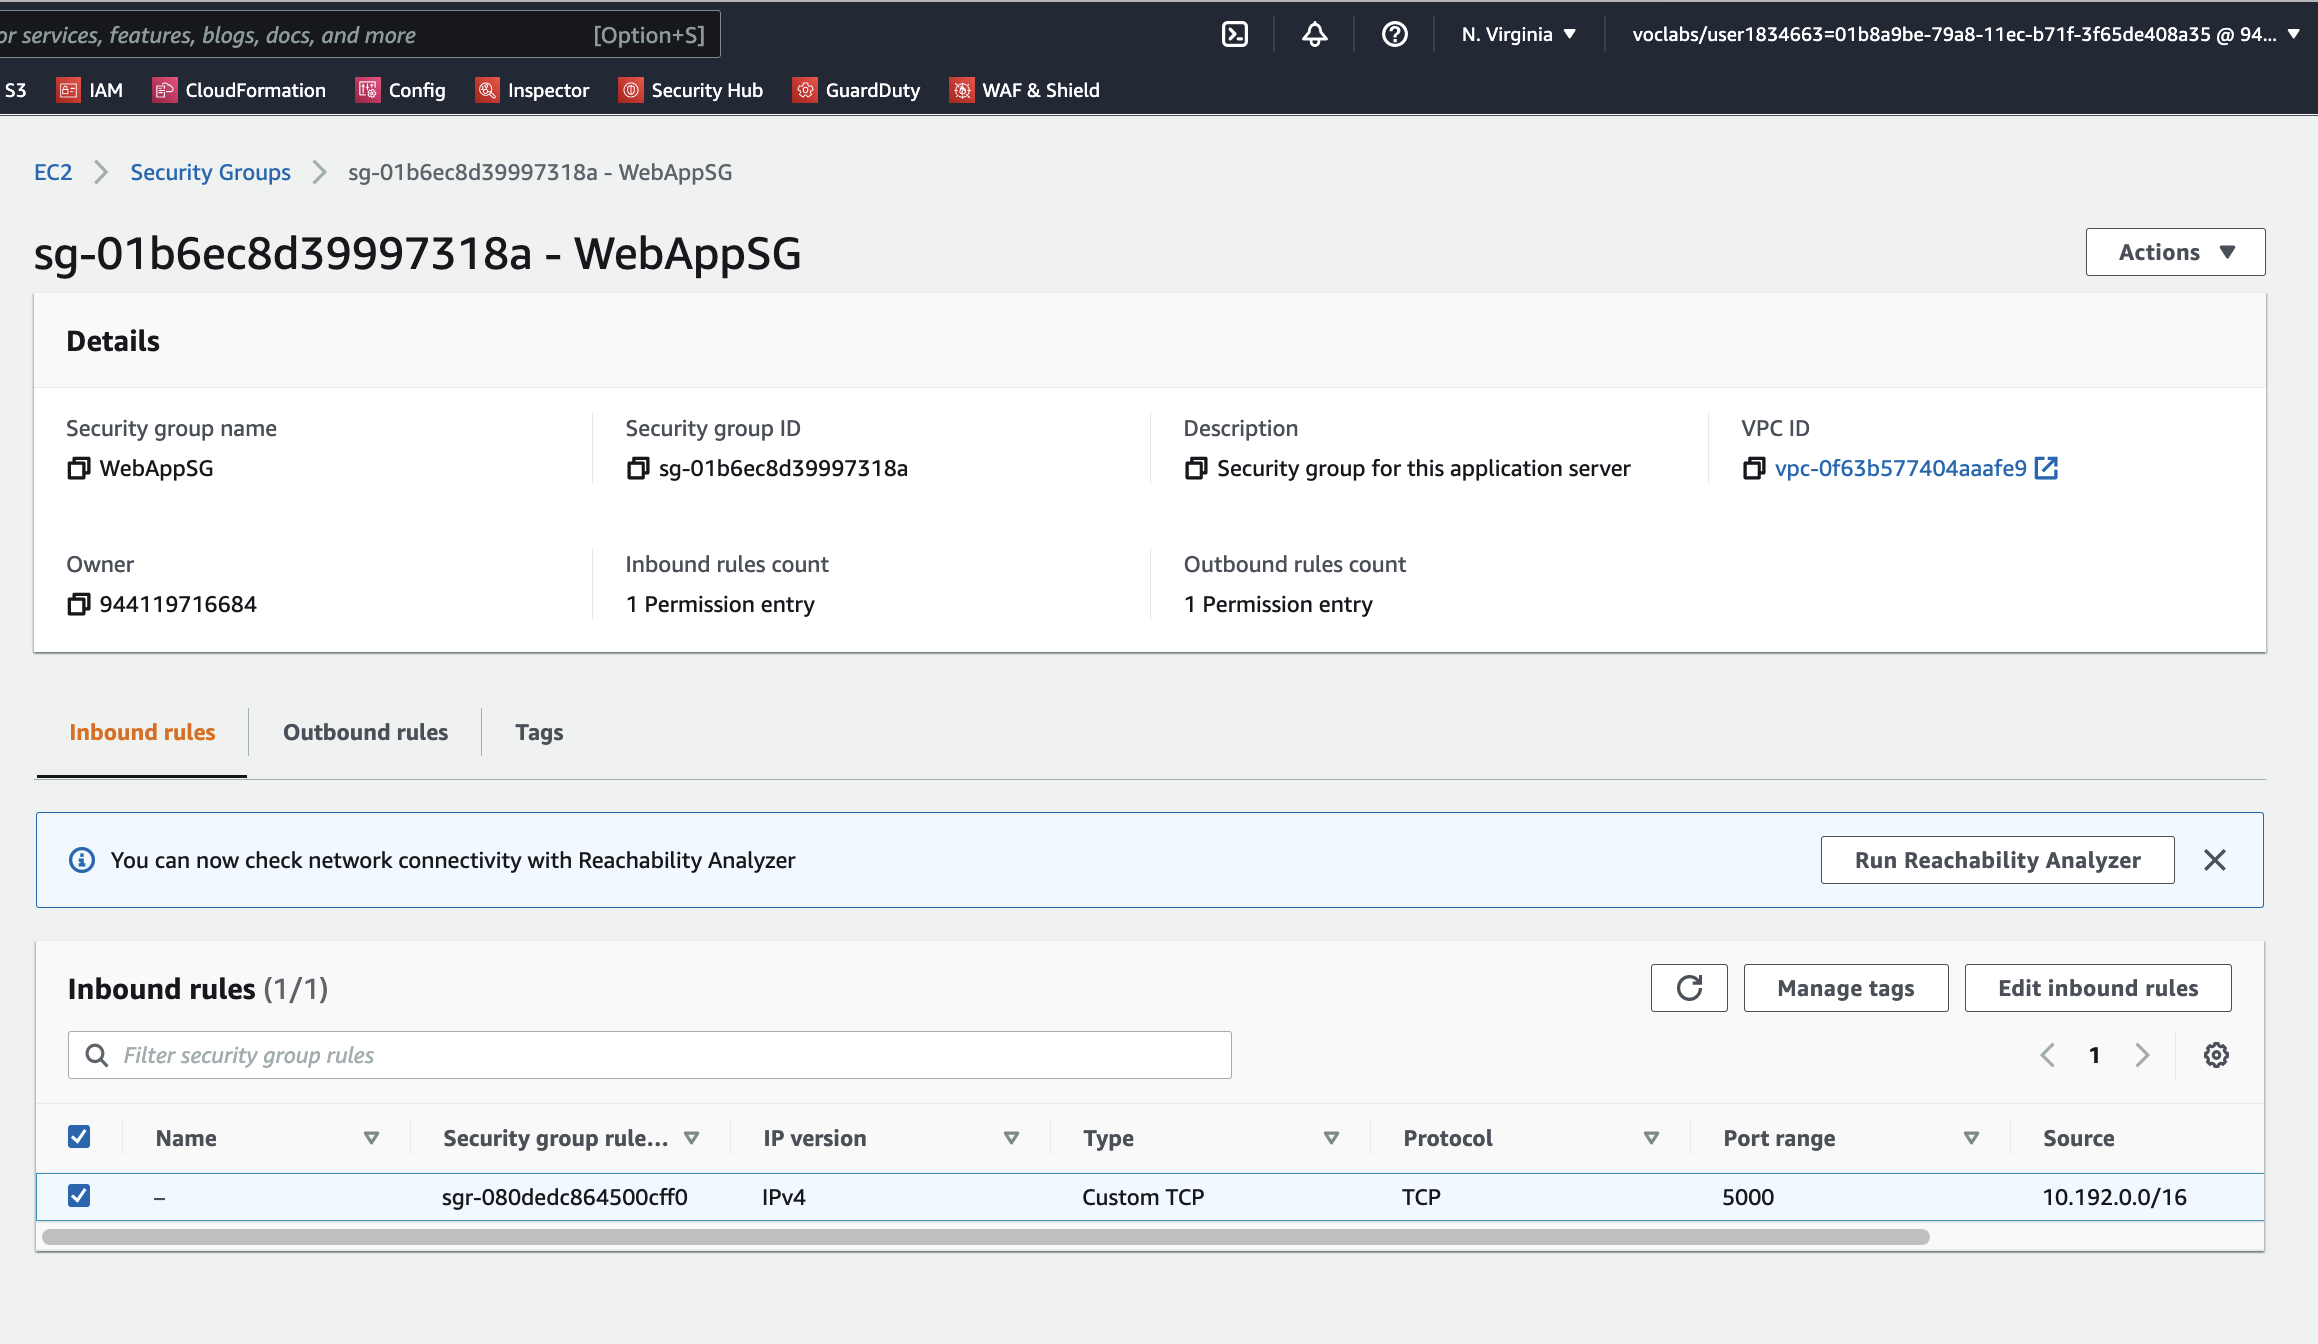 or services, features, blogs, docs, and more [Option+S] N. Virginia voclabs/user1834663=01b8a9be-79a8-11ec-b71f-3f65de408a35 @ 94...
S3 IAM CloudFormation Config Inspector Security Hub GuardDuty WAF & Shield
EC2 Security Groups sg-01b6ec8d39997318a - WebAppSG
sg-01b6ec8d39997318a - WebAppSG Actions
Details
Security group name Security group ID Description VPC ID
WebAppSG sg-01b6ec8d39997318a Security group for this application server vpc-0f63b577404aaafe9
Owner Inbound rules count Outbound rules count
944119716684 1 Permission entry 1 Permission entry
Inbound rules Outbound rules Tags
You can now check network connectivity with Reachability Analyzer Run Reachability Analyzer
Inbound rules (1/1) Manage tags Edit inbound rules
Filter security group rules 1
Name Security group rule... IP version Type Protocol Port range Source
– sgr-080dedc864500cff0 IPv4 Custom TCP TCP 5000 10.192.0.0/16